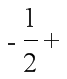 - 1/2 +